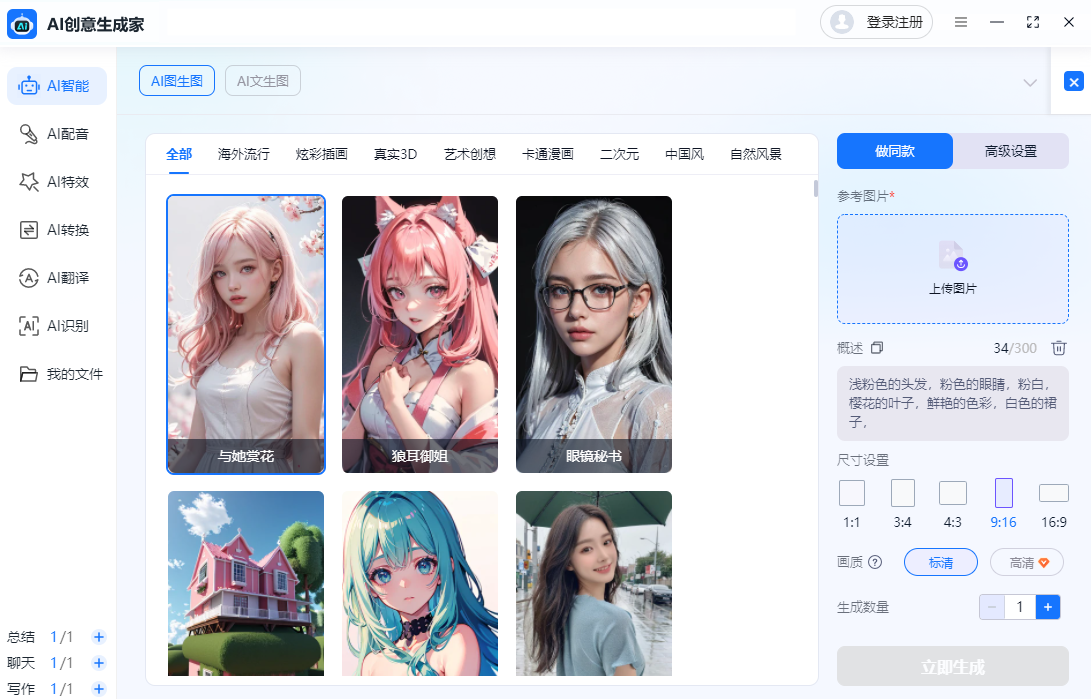 AI创意生成家
登录注册
AI智能
AI配音
AI特效
AI转换
AI翻译
AI识别
我的文件
总结 1/1
聊天 1/1
写作 1/1
AI图生图 AI文生图
全部 海外流行 炫彩插画 真实3D 艺术创想 卡通漫画 二次元 中国风 自然风景
与她赏花 狼耳御姐 眼镜秘书
做同款 高级设置
参考图片*
上传图片
概述 34/300
浅粉色的头发，粉色的眼睛，粉白，
樱花的叶子，鲜艳的色彩，白色的裙
子，
尺寸设置
1:1 3:4 4:3 9:16 16:9
画质 标清 高清
生成数量 1
立即生成